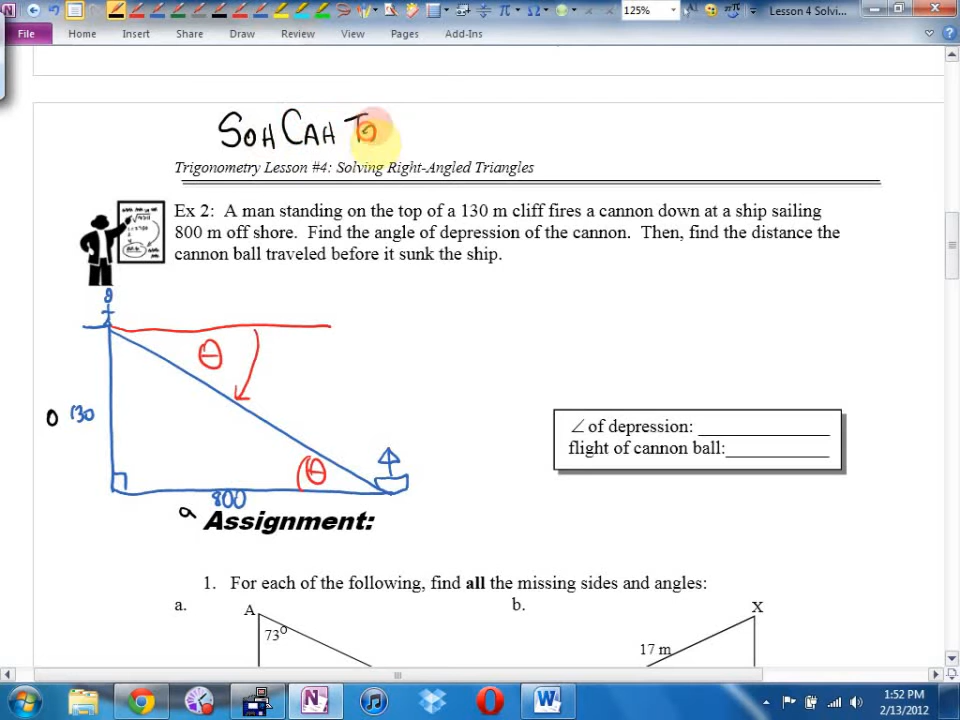 125%
Lesson 4 Solvi...
File Home Insert Share Draw Review View Pages Add-Ins
SOH CAH TO
Trigonometry Lesson #4: Solving Right-Angled Triangles
Ex 2: A man standing on the top of a 130 m cliff fires a cannon down at a ship sailing
800 m off shore. Find the angle of depression of the cannon. Then, find the distance the
cannon ball traveled before it sunk the ship.
θ
O 130
θ
800
a
∠ of depression: _______________
flight of cannon ball:____________
Assignment:
1. For each of the following, find all the missing sides and angles:
a.
A
73°
b.
X
17 m
1:52 PM
2/13/2012